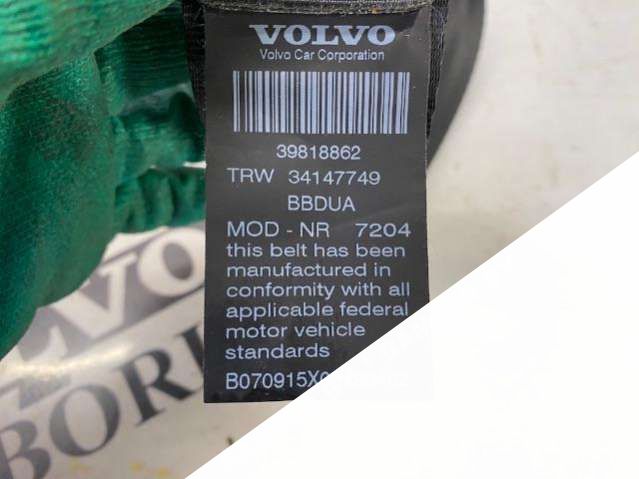 VOLVO
Volvo Car Corporation
39818862
TRW 34147749
BBDUA
MOD - NR 7204
this belt has been
manufactured in
conformity with all
applicable federal
motor vehicle
standards
VOLVO